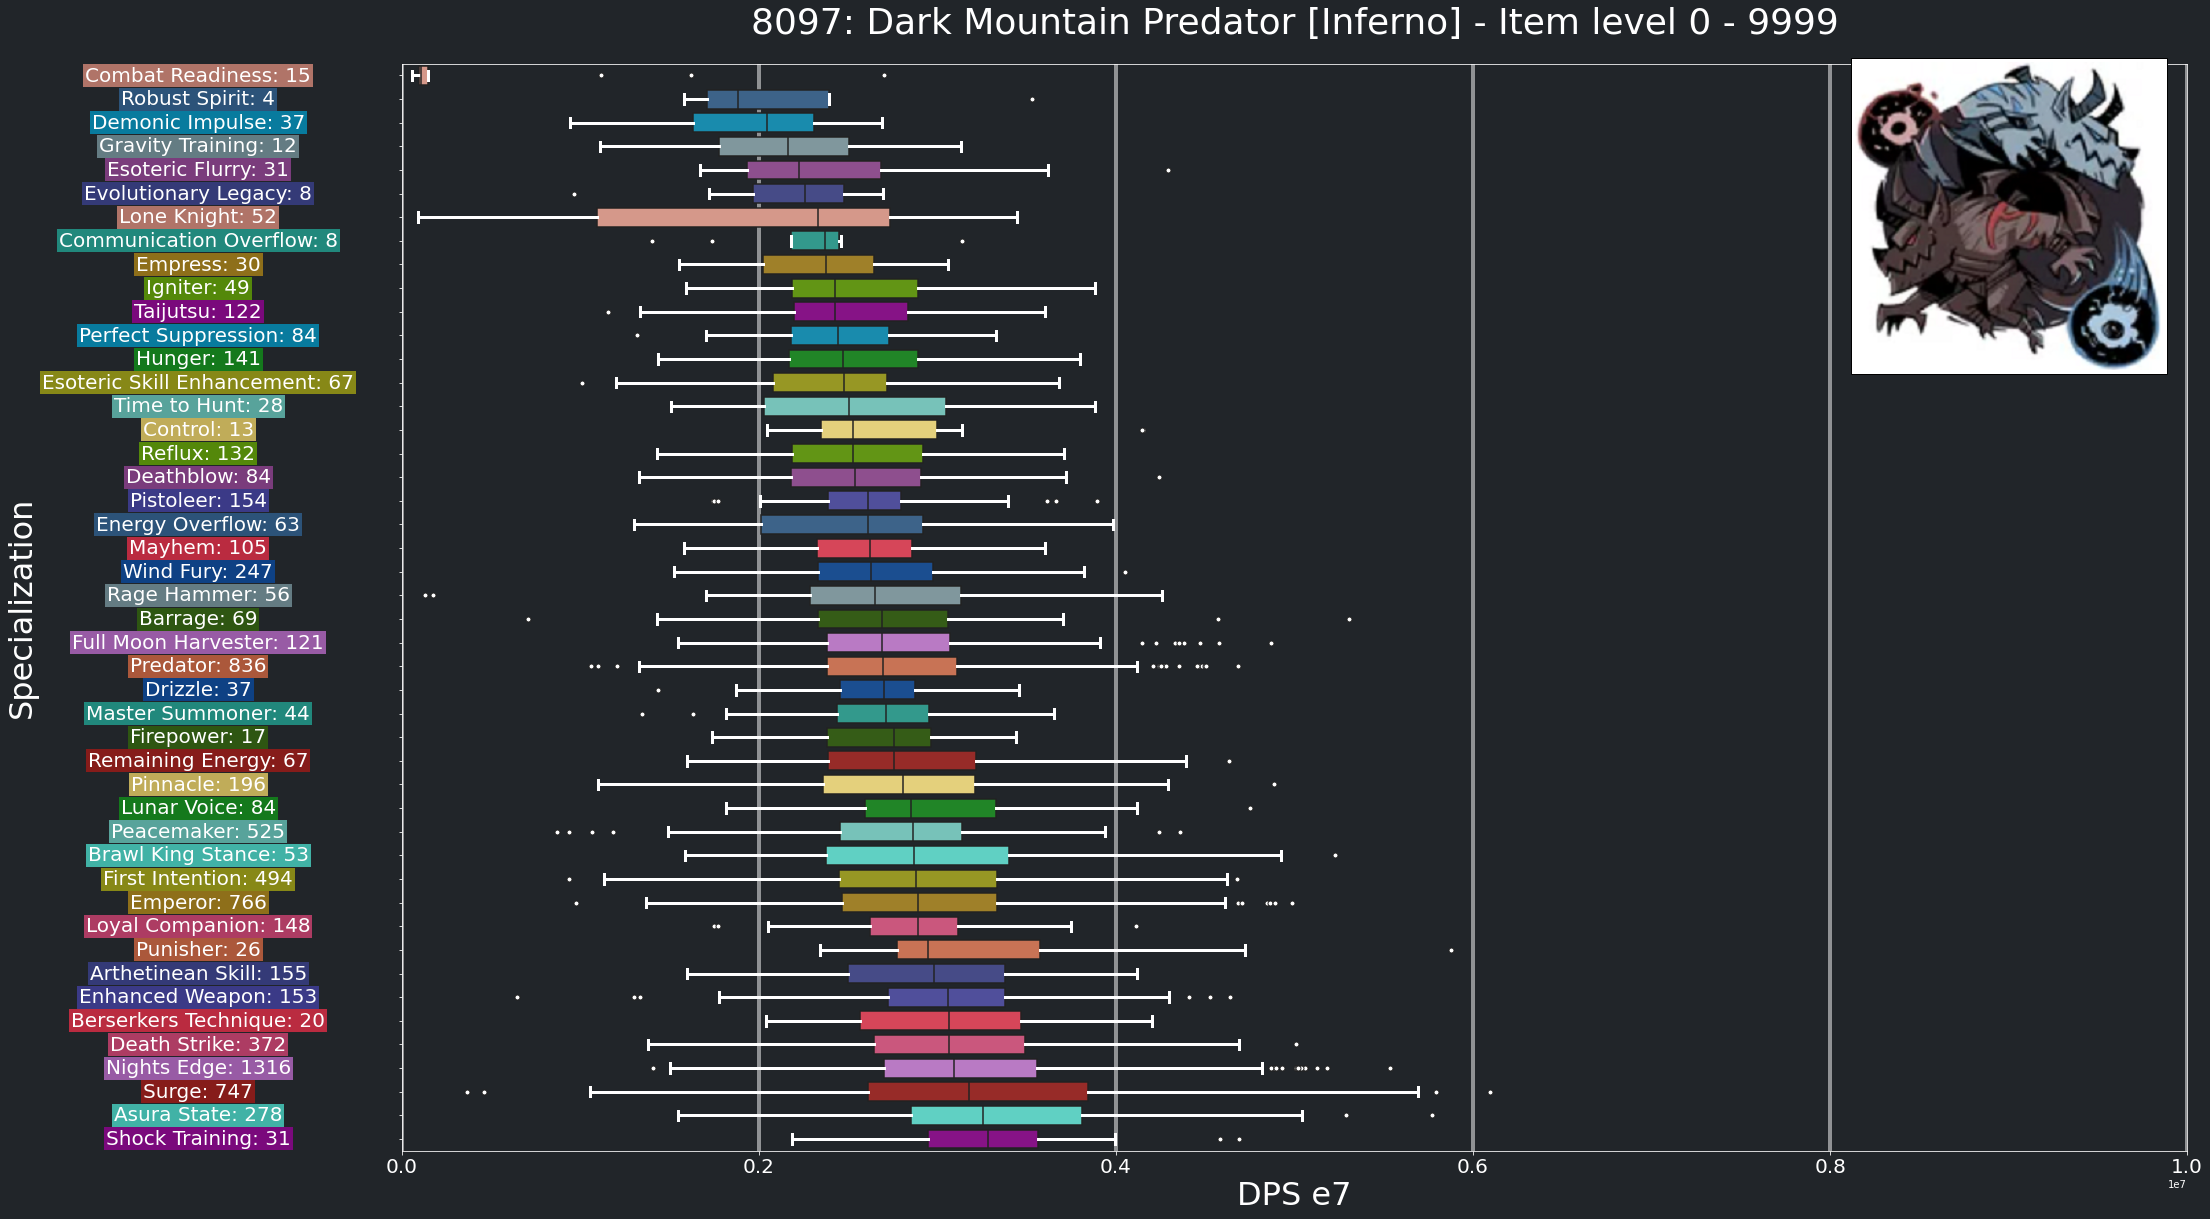 8097: Dark Mountain Predator [Inferno] - Item level 0 - 9999
Combat Readiness: 15
Robust Spirit: 4
Demonic Impulse: 37
Gravity Training: 12
Esoteric Flurry: 31
Evolutionary Legacy: 8
Lone Knight: 52
Communication Overflow: 8
Empress: 30
Igniter: 49
Taijutsu: 122
Perfect Suppression: 84
Hunger: 141
Esoteric Skill Enhancement: 67
Time to Hunt: 28
Control: 13
Reflux: 132
Deathblow: 84
Pistoleer: 154
Energy Overflow: 63
Mayhem: 105
Wind Fury: 247
Rage Hammer: 56
Barrage: 69
Full Moon Harvester: 121
Predator: 836
Drizzle: 37
Master Summoner: 44
Firepower: 17
Remaining Energy: 67
Pinnacle: 196
Lunar Voice: 84
Peacemaker: 525
Brawl King Stance: 53
First Intention: 494
Emperor: 766
Loyal Companion: 148
Punisher: 26
Arthetinean Skill: 155
Enhanced Weapon: 153
Berserkers Technique: 20
Death Strike: 372
Nights Edge: 1316
Surge: 747
Asura State: 278
Shock Training: 31
Specialization
0.0 0.2 0.4 0.6 0.8 1.0
1e7
DPS e7